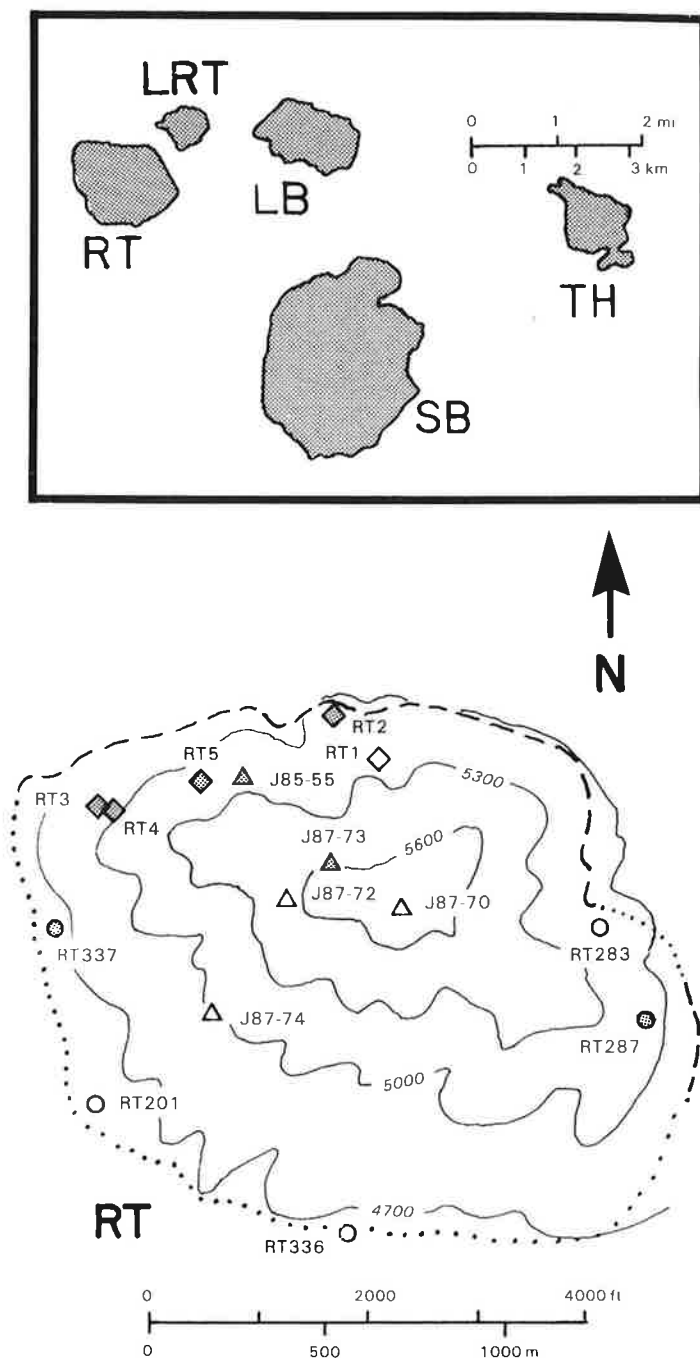 LRT
LB
RT
0 1 2 mi
0 1 2 3 km
TH
SB
N
RT2
RT1
RT5
5300
J85-55
RT3
RT4
J87-73
5600
J87-72
J87-70
RT337
RT283
J87-74
RT287
5000
RT201
RT
4700
RT336
0 2000 4000 ft
0 500 1000 m